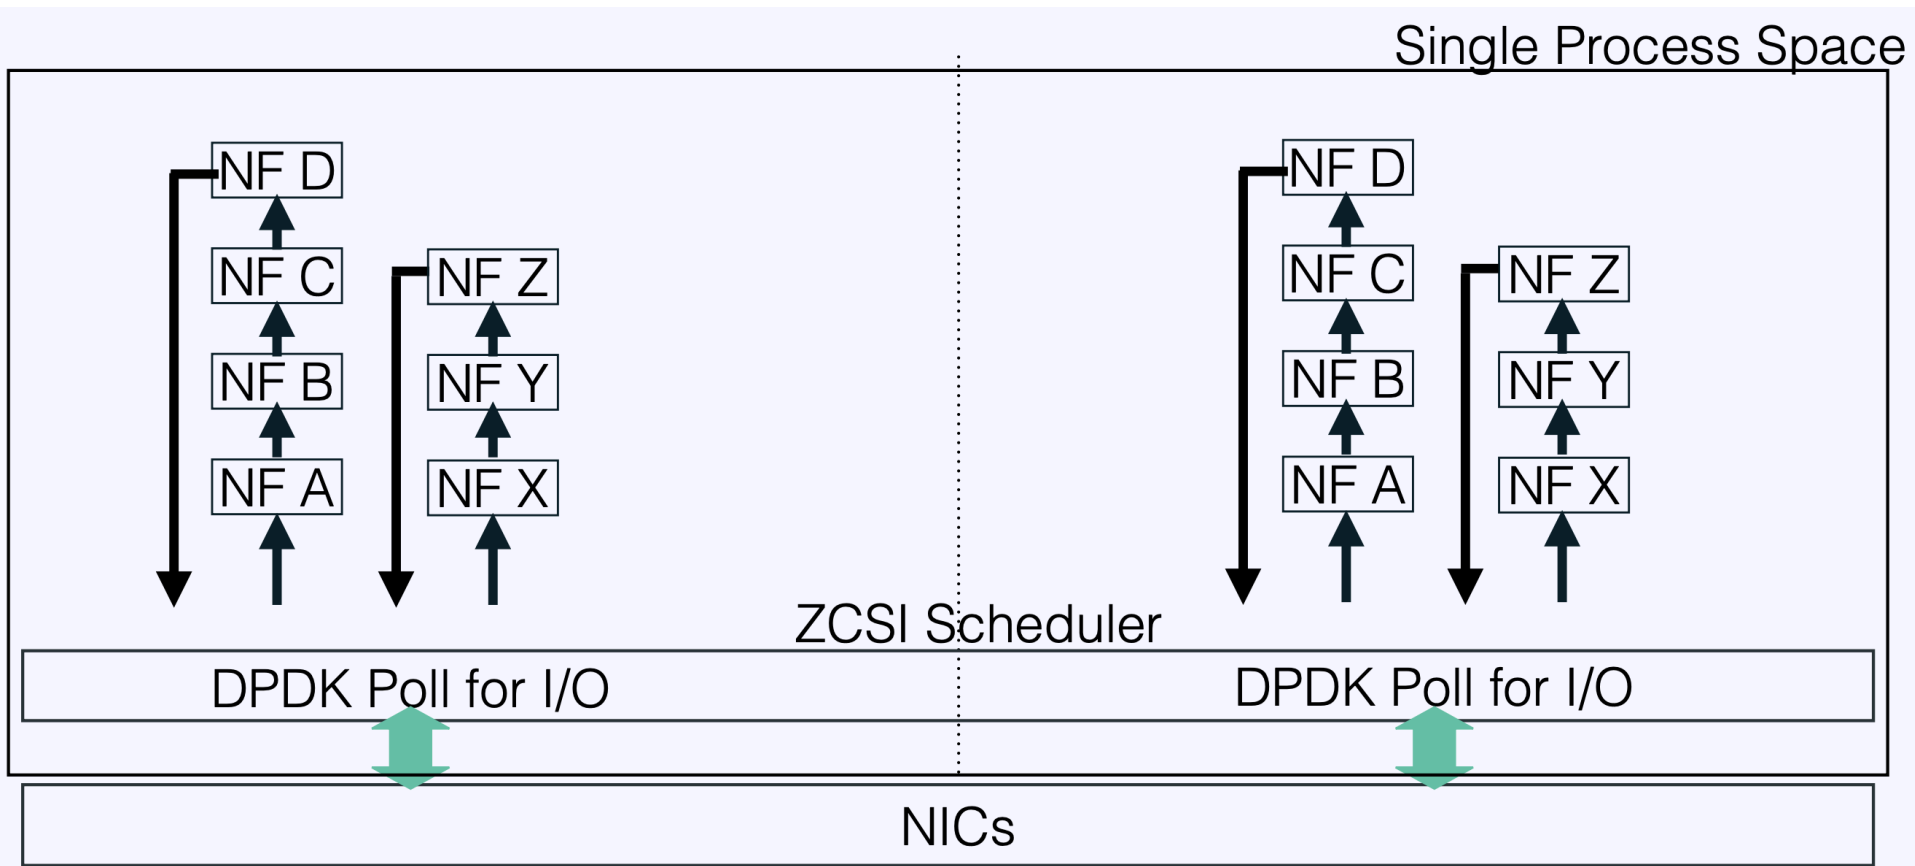 Single Process Space
NF D
NF C
NF B
NF A
NF Z
NF Y
NF X
NF D
NF C
NF B
NF A
NF Z
NF Y
NF X
ZCSI Scheduler
DPDK Poll for I/O
DPDK Poll for I/O
NICs